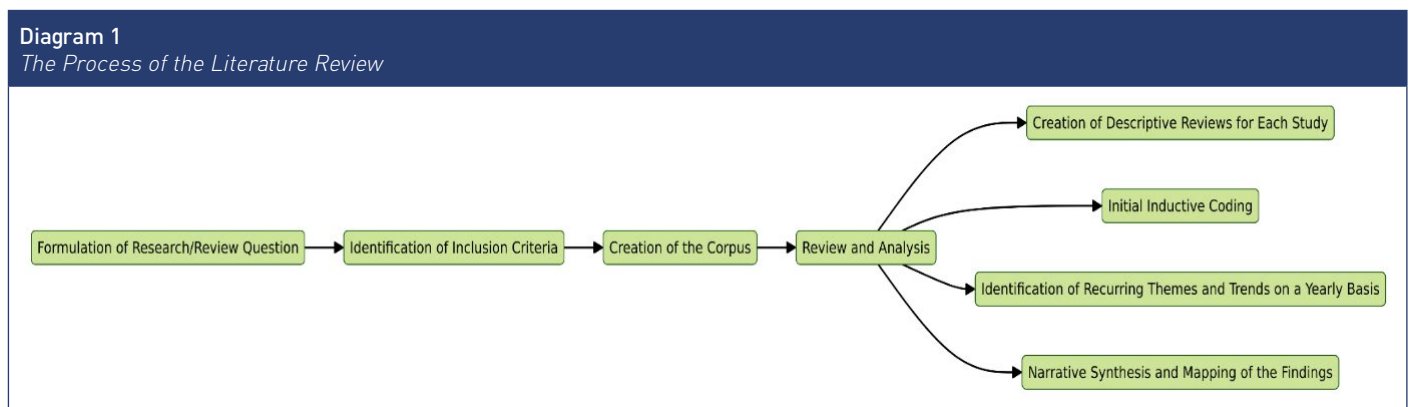 Diagram 1
The Process of the Literature Review
Formulation of Research/Review Question
Identification of Inclusion Criteria
Creation of the Corpus
Review and Analysis
Creation of Descriptive Reviews for Each Study
Initial Inductive Coding
Identification of Recurring Themes and Trends on a Yearly Basis
Narrative Synthesis and Mapping of the Findings